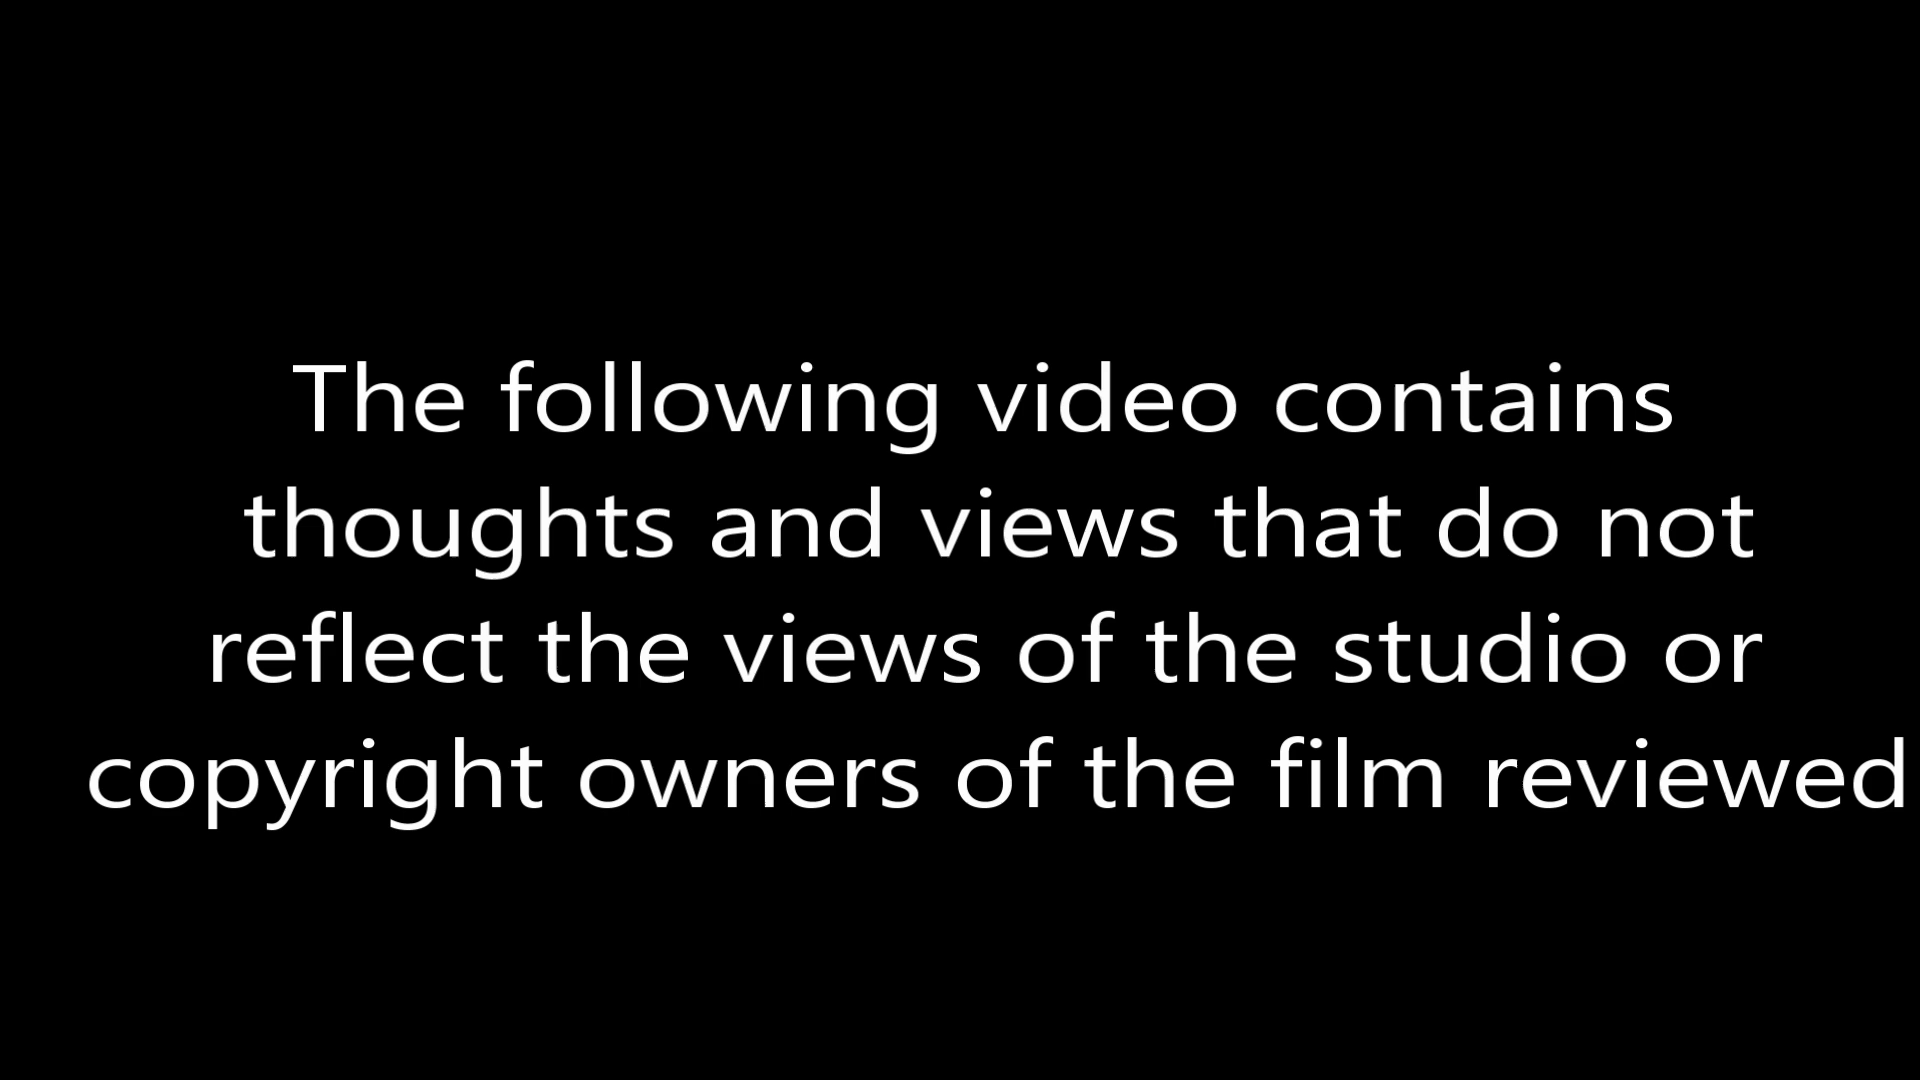 The following video contains
thoughts and views that do not
reflect the views of the studio or
copyright owners of the film reviewed